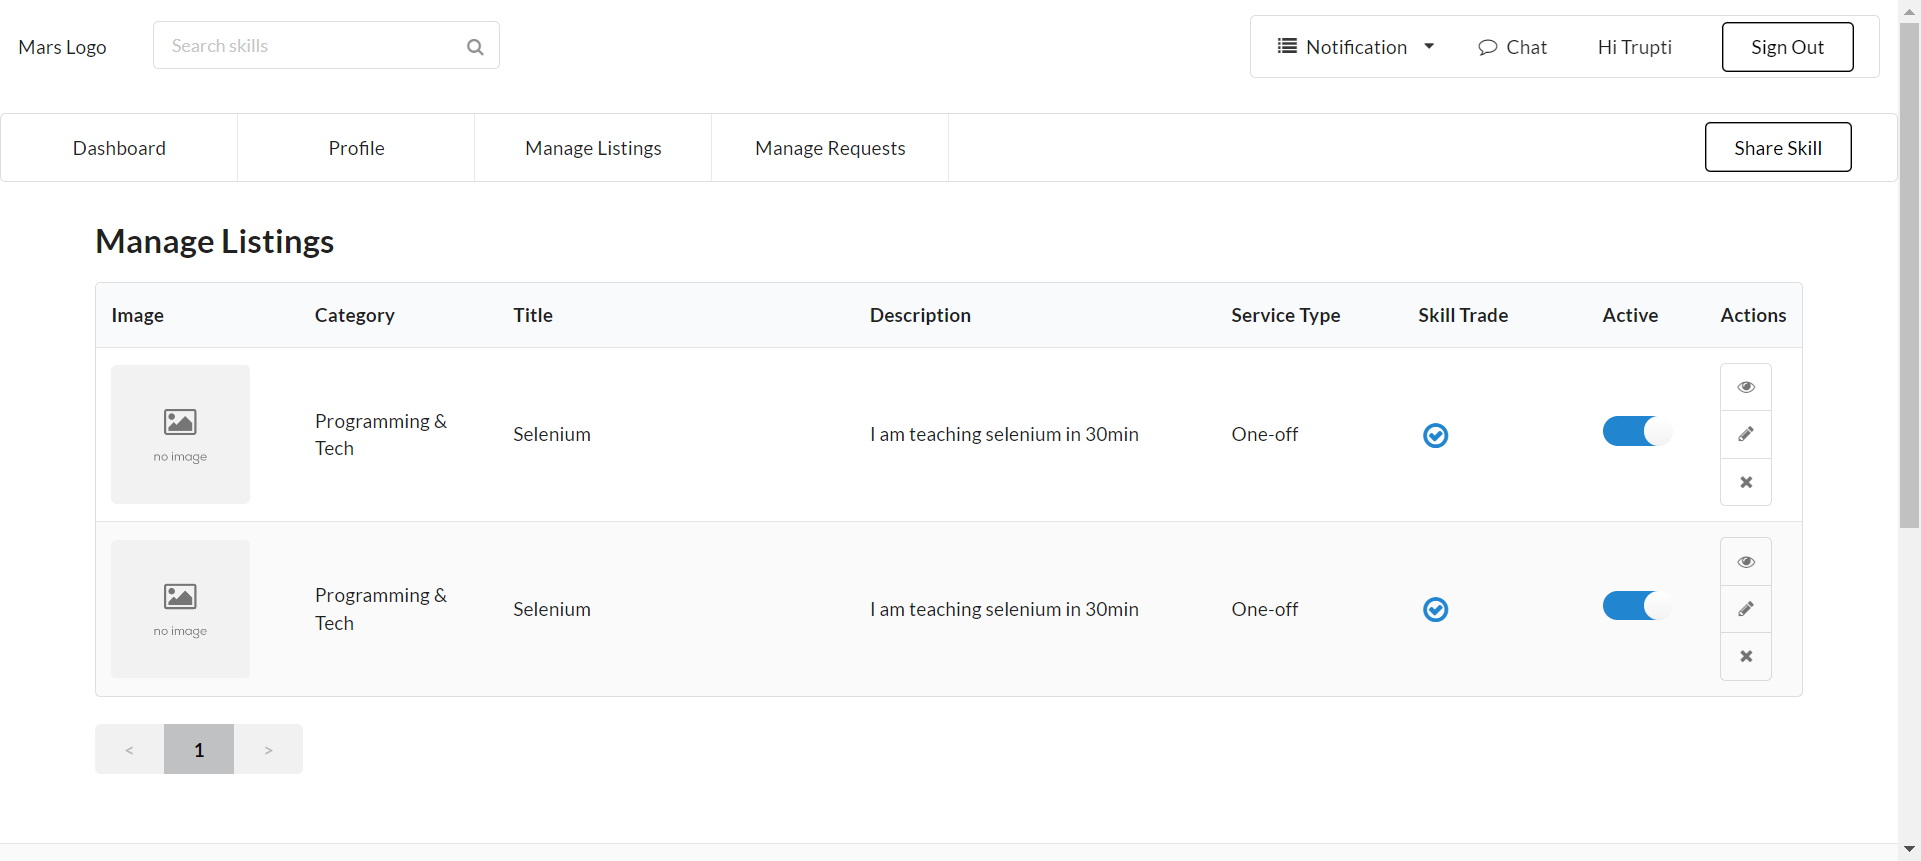 Mars Logo
Search skills
Notification
Chat
Hi Trupti
Sign Out
Dashboard
Profile
Manage Listings
Manage Requests
Share Skill
Manage Listings
Image Category Title Description Service Type Skill Trade Active Actions
no image
Programming &
Tech
Selenium
I am teaching selenium in 30min
One-off
no image
Programming &
Tech
Selenium
I am teaching selenium in 30min
One-off
< 1 >